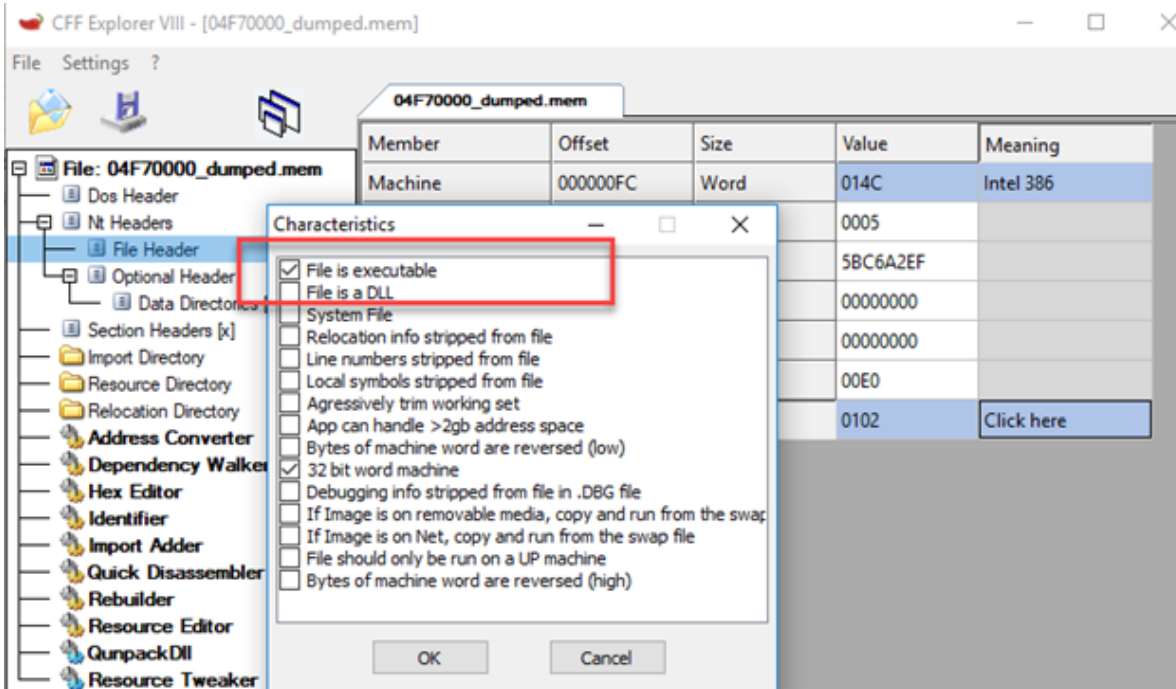 CFF Explorer VIII - [04F70000_dumped.mem]
File Settings ?
04F70000_dumped.mem
Member Offset Size Value Meaning
Machine 000000FC Word 014C Intel 386
0005
5BC6A2EF
00000000
00000000
00E0
0102 Click here
File: 04F70000_dumped.mem
Dos Header
Nt Headers
File Header
Optional Header
Data Directories [
Section Headers [x]
Import Directory
Resource Directory
Relocation Directory
Address Converter
Dependency Walker
Hex Editor
Identifier
Import Adder
Quick Disassembler
Rebuilder
Resource Editor
QunpackDll
Resource Tweaker
Characteristics
File is executable
File is a DLL
System File
Relocation info stripped from file
Line numbers stripped from file
Local symbols stripped from file
Agressively trim working set
App can handle >2gb address space
Bytes of machine word are reversed (low)
32 bit word machine
Debugging info stripped from file in .DBG file
If Image is on removable media, copy and run from the swap
If Image is on Net, copy and run from the swap file
File should only be run on a UP machine
Bytes of machine word are reversed (high)
OK Cancel